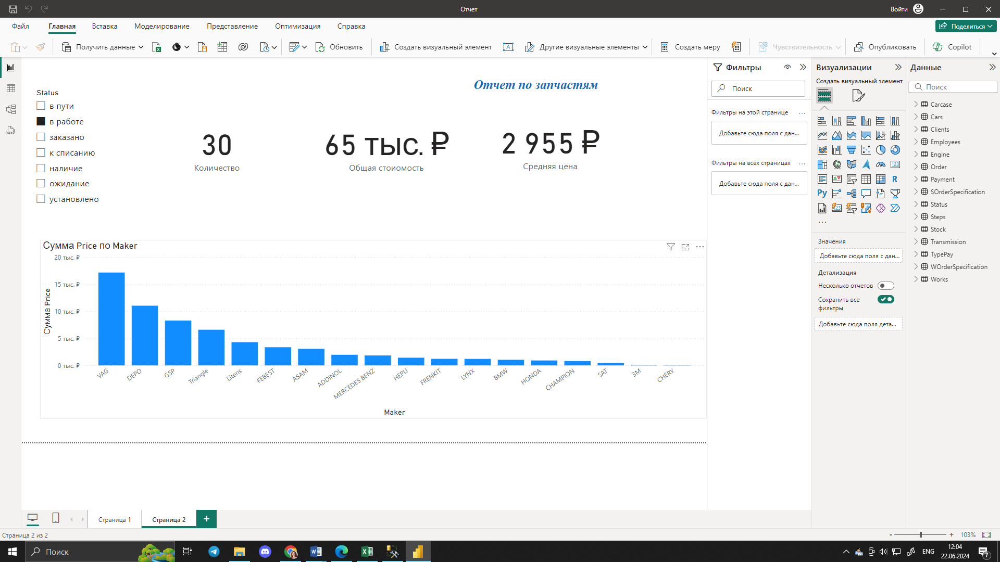 Отчет
Войти
Файл
Главная
Вставка
Моделирование
Представление
Оптимизация
Справка
Поделиться
Получить данные
Обновить
Создать визуальный элемент
Другие визуальные элементы
Создать меру
Чувствительность
Опубликовать
Copilot
Отчет по запчастям
Status
в пути
в работе
заказано
к списанию
наличие
ожидание
установлено
30
Количество
65 тыс. ₽
Общая стоиомость
2 955 ₽
Средняя цена
Сумма Price по Maker
Сумма Price
20 тыс. ₽
15 тыс. ₽
10 тыс. ₽
5 тыс. ₽
0 тыс. ₽
VAG
DEPO
GSP
Triangle
Litens
FEBEST
ASAM
ADDINOL
MERCEDES BENZ
HEPU
FRENKIT
LYNX
BMW
HONDA
CHAMPION
SAT
3M
CHERY
Maker
Фильтры
Поиск
Фильтры на этой странице
Добавьте сюда поля с дан...
Фильтры на всех страницах
Добавьте сюда поля с дан...
Визуализации
Создать визуальный элемент
123
R
Py
123
Значения
Добавьте сюда поля с дан...
Детализация
Несколько отчетов
Сохранить все
фильтры
Добавьте сюда поля дета...
Данные
Поиск
Carcase
Cars
Clients
Employees
Engine
Order
Payment
SOrderSpecification
Status
Steps
Stock
Transmission
TypePay
WOrderSpecification
Works
Страница 1
Страница 2
Страница 2 из 2
- + 103%
Поиск
ENG
12:04
22.06.2024
7